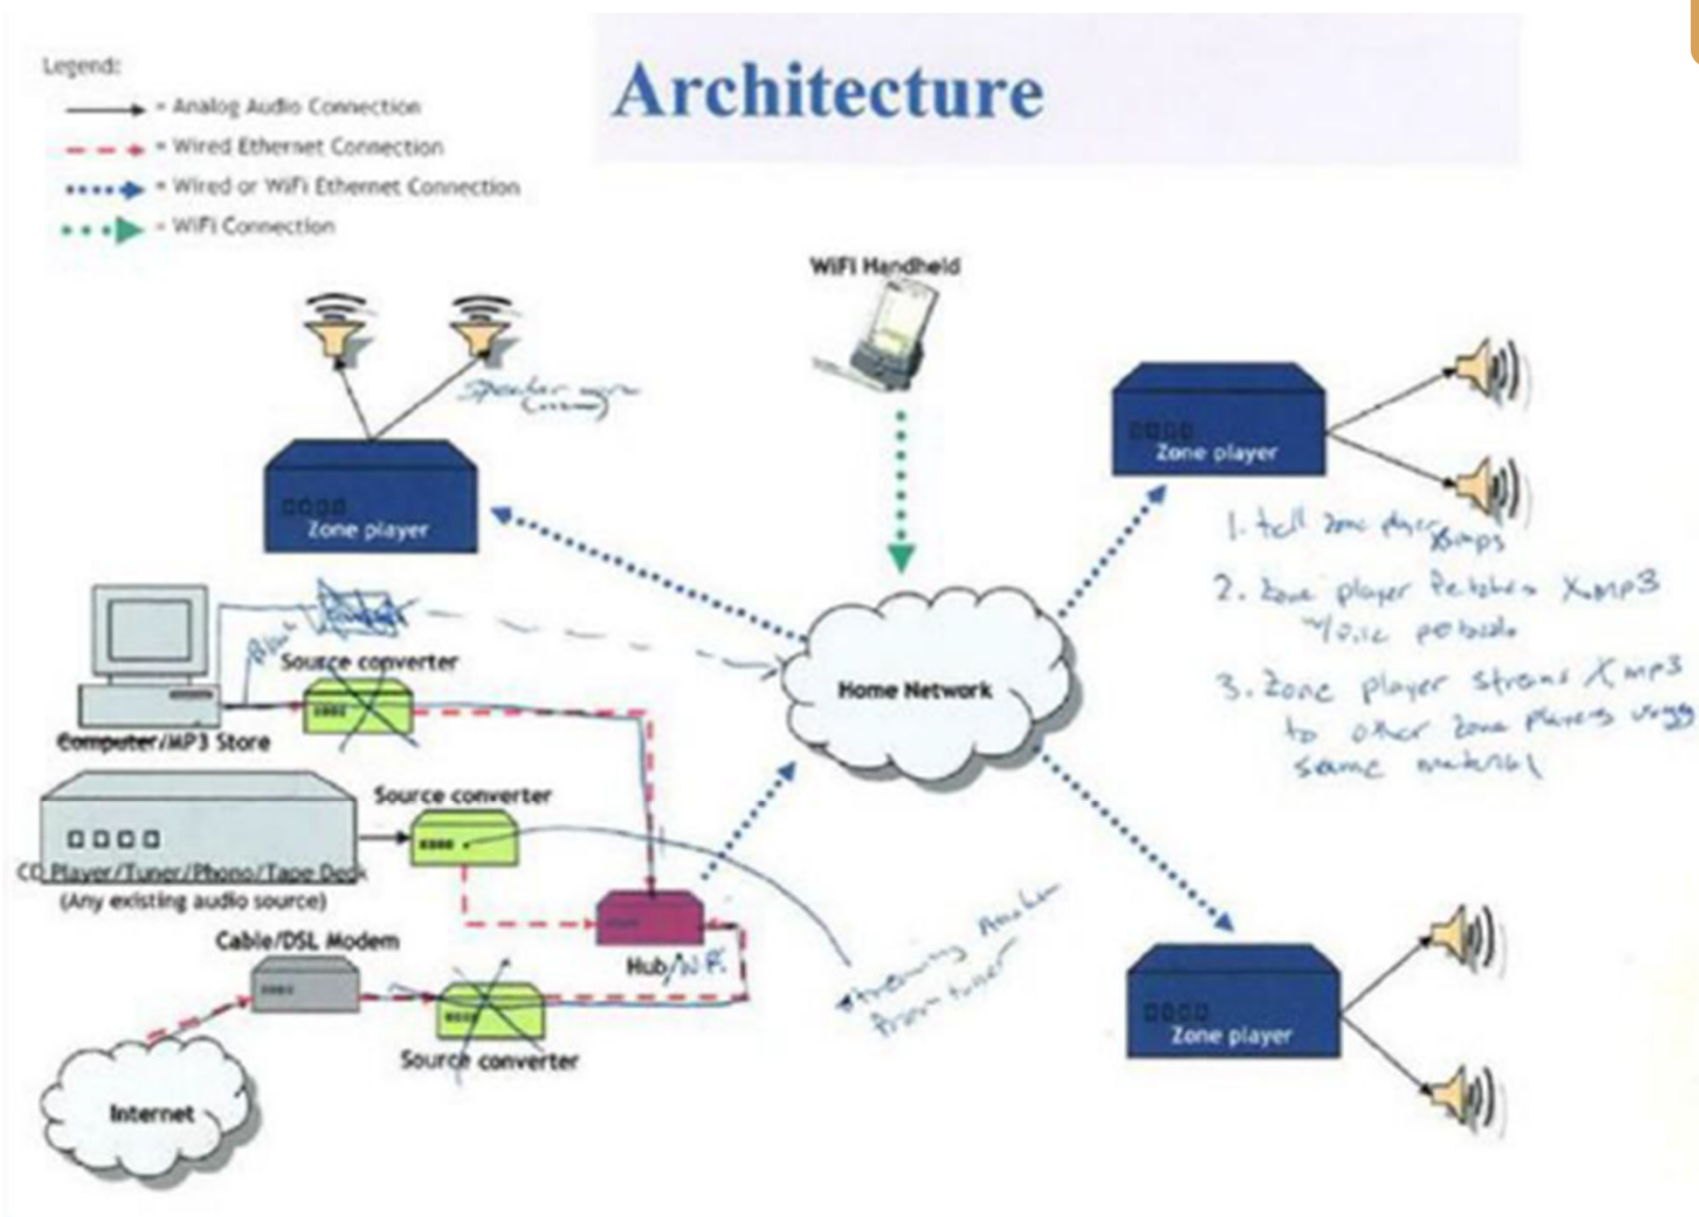 Architecture
Legend:
= Analog Audio Connection
= Wired Ethernet Connection
= Wired or WiFi Ethernet Connection
= WiFi Connection
WiFi Handheld
Speaker wire
Zone player
Zone player
1. tell zone player
2. Zone player fetches X.mp3
3. Zone player streams X mp3
to other zone players
same material
Source converter
Home Network
Computer/MP3 Store
Source converter
CD Player/Tuner/Phono/Tape Deck
(Any existing audio source)
Cable/DSL Modem
Hub/WiFi
streaming
from tuner
Source converter
Zone player
Internet